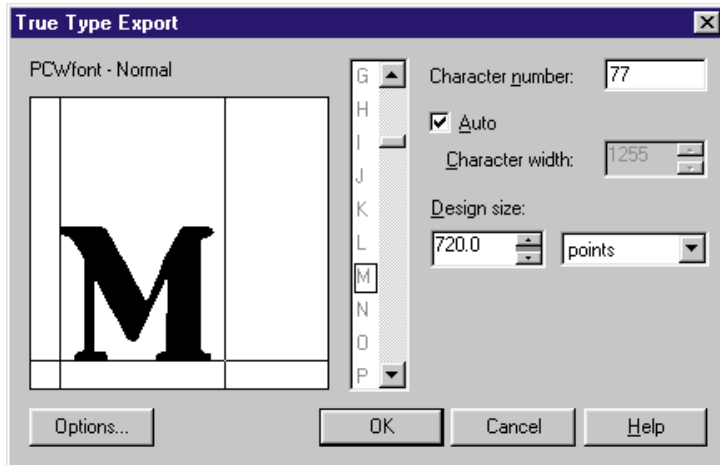 True Type Export
PCWfont - Normal
M
G
H
I
J
K
L
M
N
O
P
Character number: 77
Auto
Character width: 1255
Design size:
720.0 points
Options...
OK
Cancel
Help